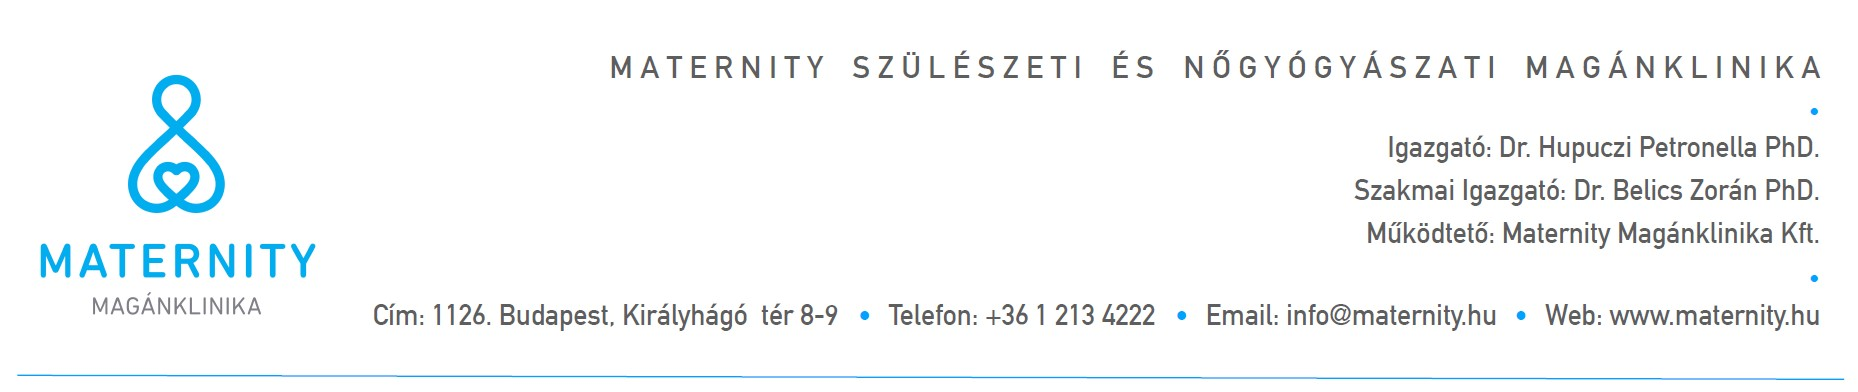 MATERNITY SZÜLÉSZETI ÉS NŐGYÓGYÁSZATI MAGÁNKLINIKA
Igazgató: Dr. Hupuczi Petronella PhD.
Szakmai Igazgató: Dr. Belics Zorán PhD.
Működtető: Maternity Magánklinika Kft.
MATERNITY
MAGÁNKLINIKA
Cím: 1126. Budapest, Királyhágó tér 8-9 • Telefon: +36 1 213 4222 • Email: info@maternity.hu • Web: www.maternity.hu